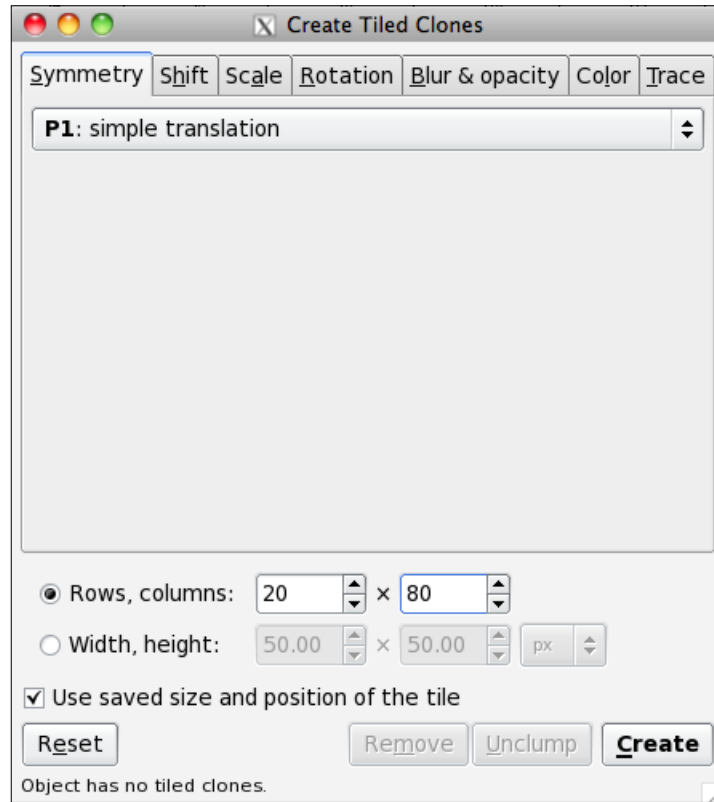 Create Tiled Clones
Symmetry Shift Scale Rotation Blur & opacity Color Trace
P1: simple translation
Rows, columns: 20 × 80
Width, height: 50.00 × 50.00 px
Use saved size and position of the tile
Reset Remove Unclump Create
Object has no tiled clones.